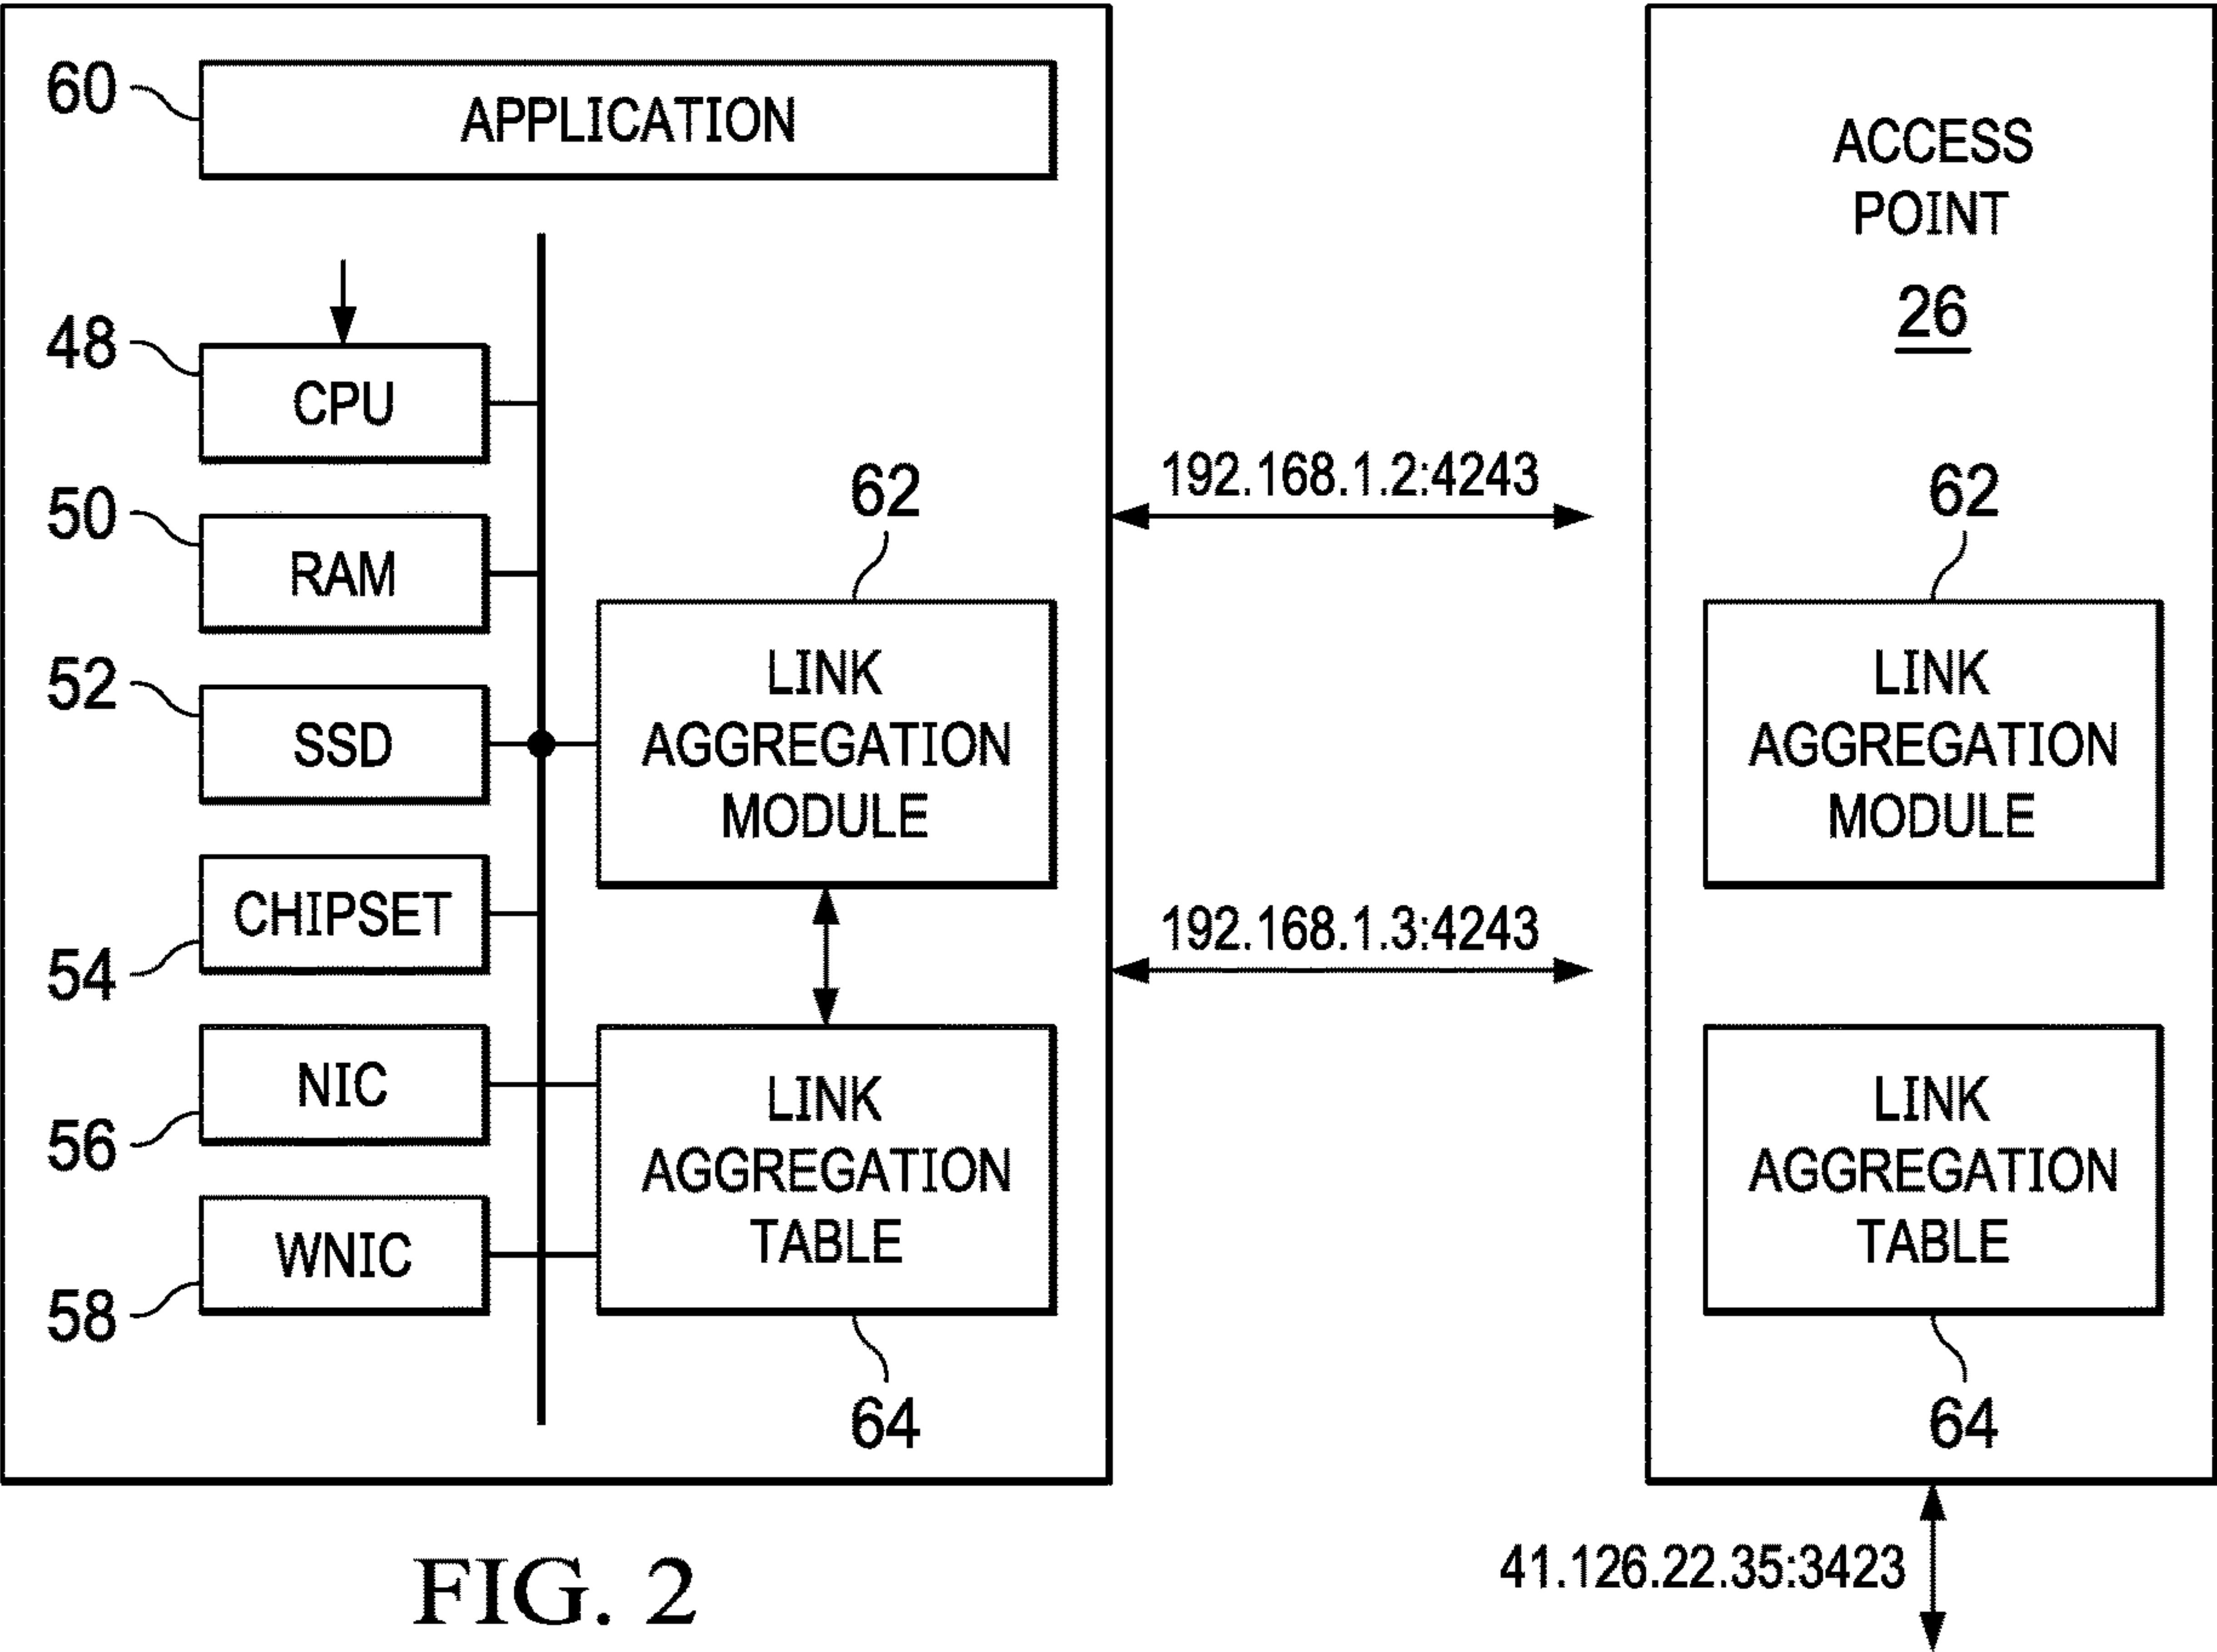 60
APPLICATION
48
CPU
50
RAM
52
SSD
54
CHIPSET
56
NIC
58
WNIC
62
LINK
AGGREGATION
MODULE
LINK
AGGREGATION
TABLE
64
192.168.1.2:4243
192.168.1.3:4243
ACCESS
POINT
26
62
LINK
AGGREGATION
MODULE
LINK
AGGREGATION
TABLE
64
41.126.22.35:3423
FIG. 2